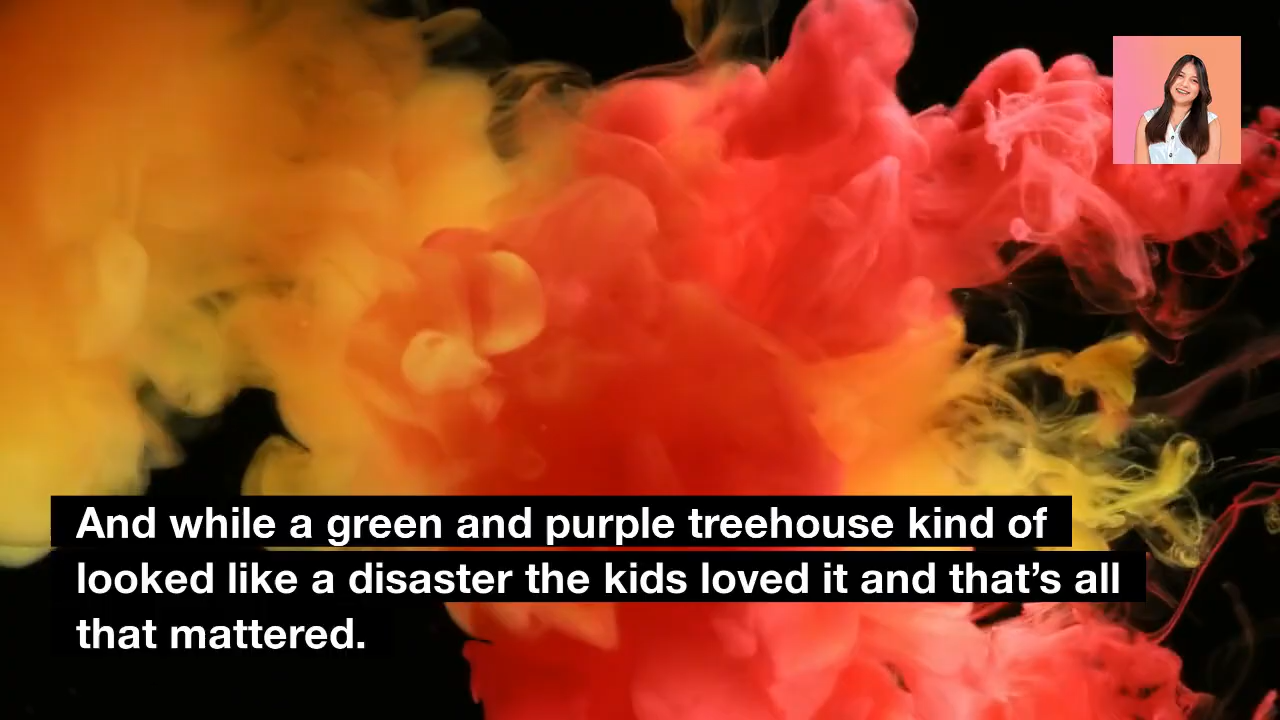 And while a green and purple treehouse kind of
looked like a disaster the kids loved it and that’s all
that mattered.